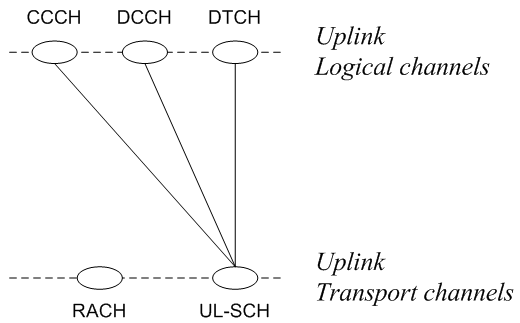 CCCH DCCH DTCH
Uplink
Logical channels
Uplink
Transport channels
RACH UL-SCH